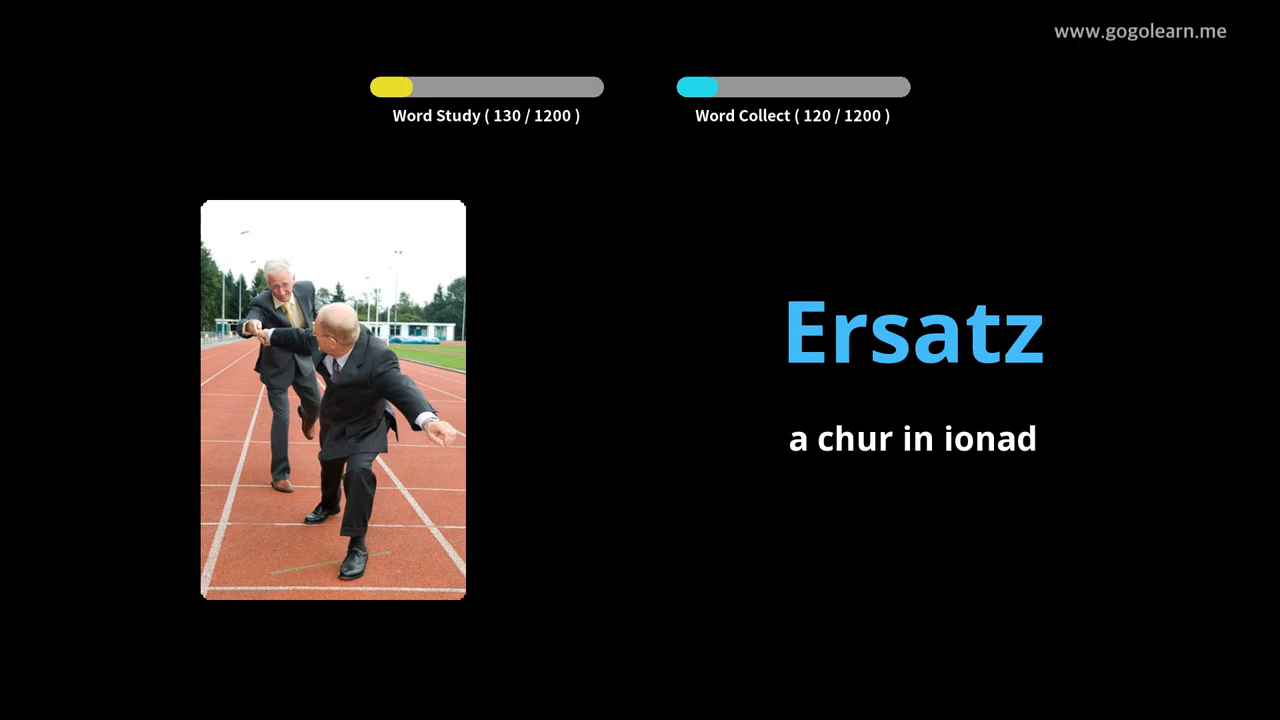 www.gogolearn.me
Word Study ( 130 / 1200 )
Word Collect ( 120 / 1200 )
Ersatz
a chur in ionad